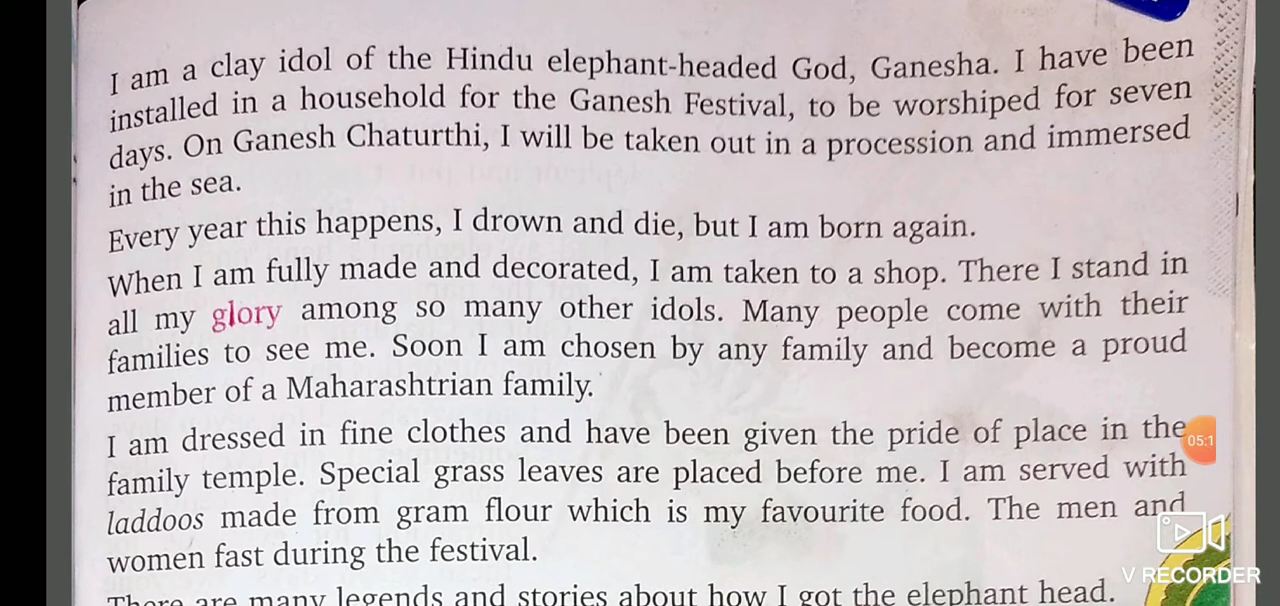 I am a clay idol of the Hindu elephant-headed God, Ganesha. I have been
installed in a household for the Ganesh Festival, to be worshiped for seven
days. On Ganesh Chaturthi, I will be taken out in a procession and immersed
in the sea.
Every year this happens, I drown and die, but I am born again.
When I am fully made and decorated, I am taken to a shop. There I stand in
all my glory among so many other idols. Many people come with their
families to see me. Soon I am chosen by any family and become a proud
member of a Maharashtrian family.
I am dressed in fine clothes and have been given the pride of place in the
05:1
family temple. Special grass leaves are placed before me. I am served with
laddoos made from gram flour which is my favourite food. The men and
women fast during the festival.
V RECORDER
There are many legends and stories about how I got the elephant head.